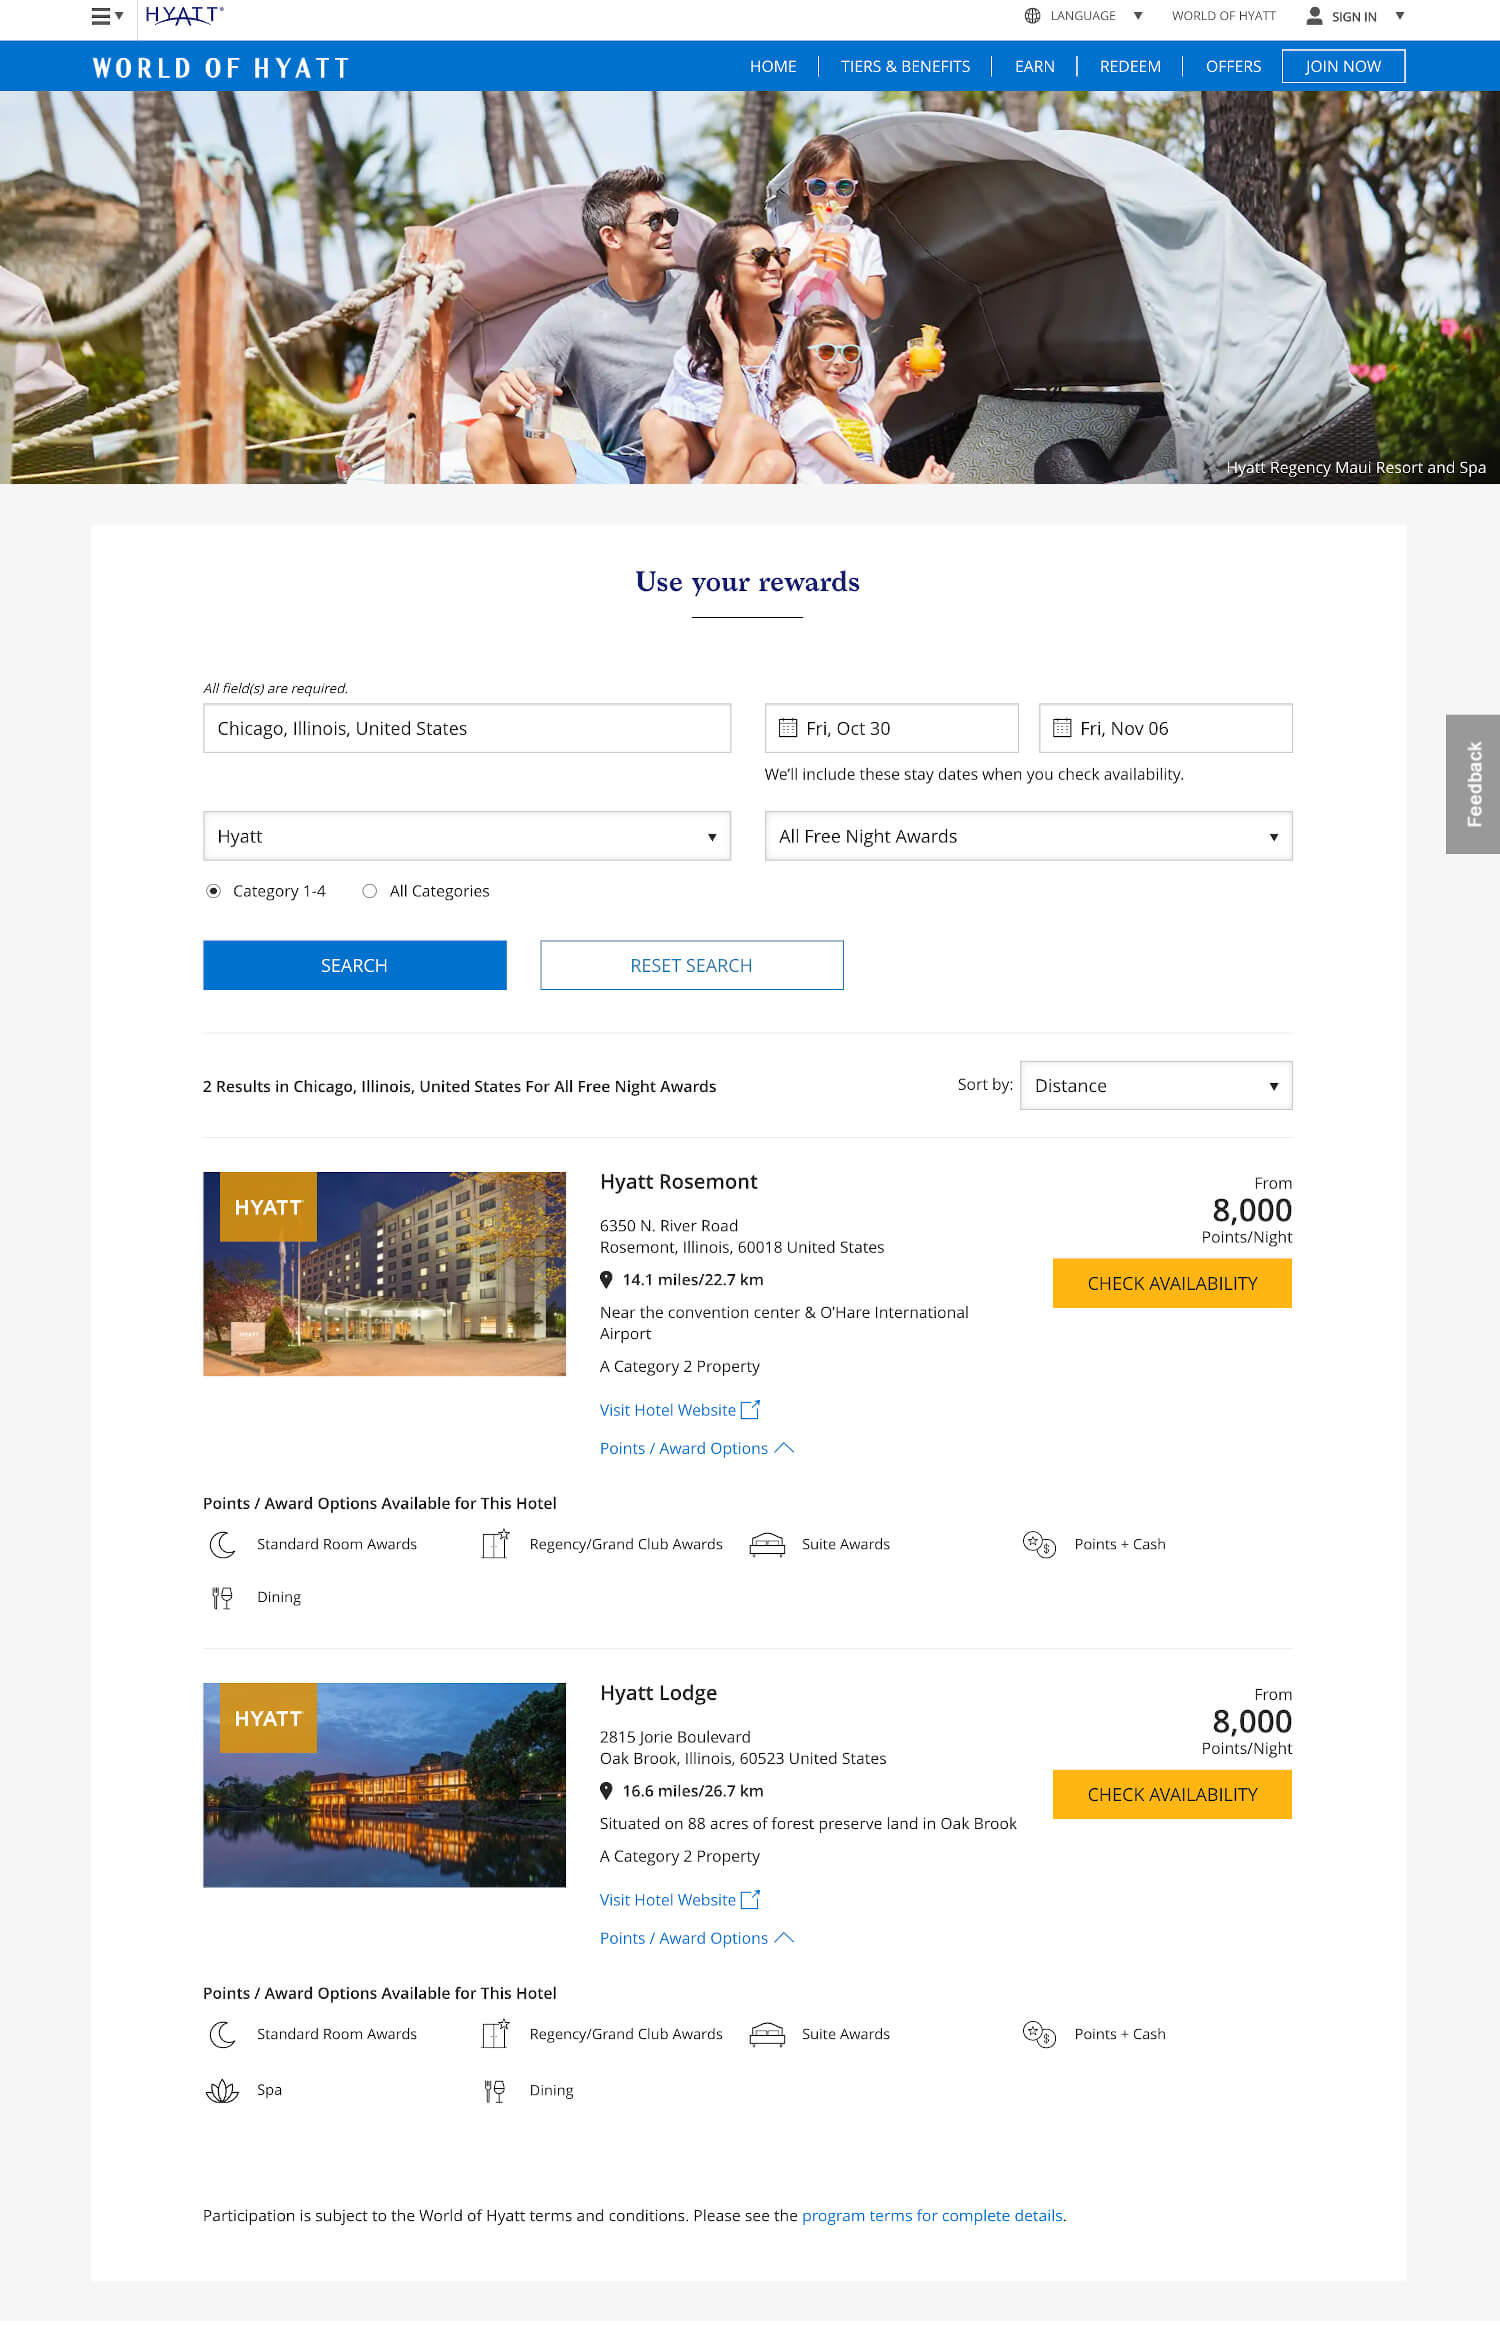 HYATT
LANGUAGE
WORLD OF HYATT
SIGN IN
WORLD OF HYATT
HOME
TIERS & BENEFITS
EARN
REDEEM
OFFERS
JOIN NOW
Hyatt Regency Maui Resort and Spa
Use your rewards
All field(s) are required.
Chicago, Illinois, United States
Fri, Oct 30
Fri, Nov 06
We'll include these stay dates when you check availability.
Feedback
Hyatt
All Free Night Awards
Category 1-4
All Categories
SEARCH
RESET SEARCH
2 Results in Chicago, Illinois, United States For All Free Night Awards
Sort by:
Distance
HYATT
HYATT
Hyatt Rosemont
6350 N. River Road
Rosemont, Illinois, 60018 United States
14.1 miles/22.7 km
Near the convention center & O'Hare International
Airport
A Category 2 Property
Visit Hotel Website
Points / Award Options
From
8,000
Points/Night
CHECK AVAILABILITY
Points / Award Options Available for This Hotel
Standard Room Awards
Regency/Grand Club Awards
Suite Awards
Points + Cash
Dining
HYATT
Hyatt Lodge
2815 Jorie Boulevard
Oak Brook, Illinois, 60523 United States
16.6 miles/26.7 km
Situated on 88 acres of forest preserve land in Oak Brook
A Category 2 Property
Visit Hotel Website
Points / Award Options
From
8,000
Points/Night
CHECK AVAILABILITY
Points / Award Options Available for This Hotel
Standard Room Awards
Regency/Grand Club Awards
Suite Awards
Points + Cash
Spa
Dining
Participation is subject to the World of Hyatt terms and conditions. Please see the program terms for complete details.